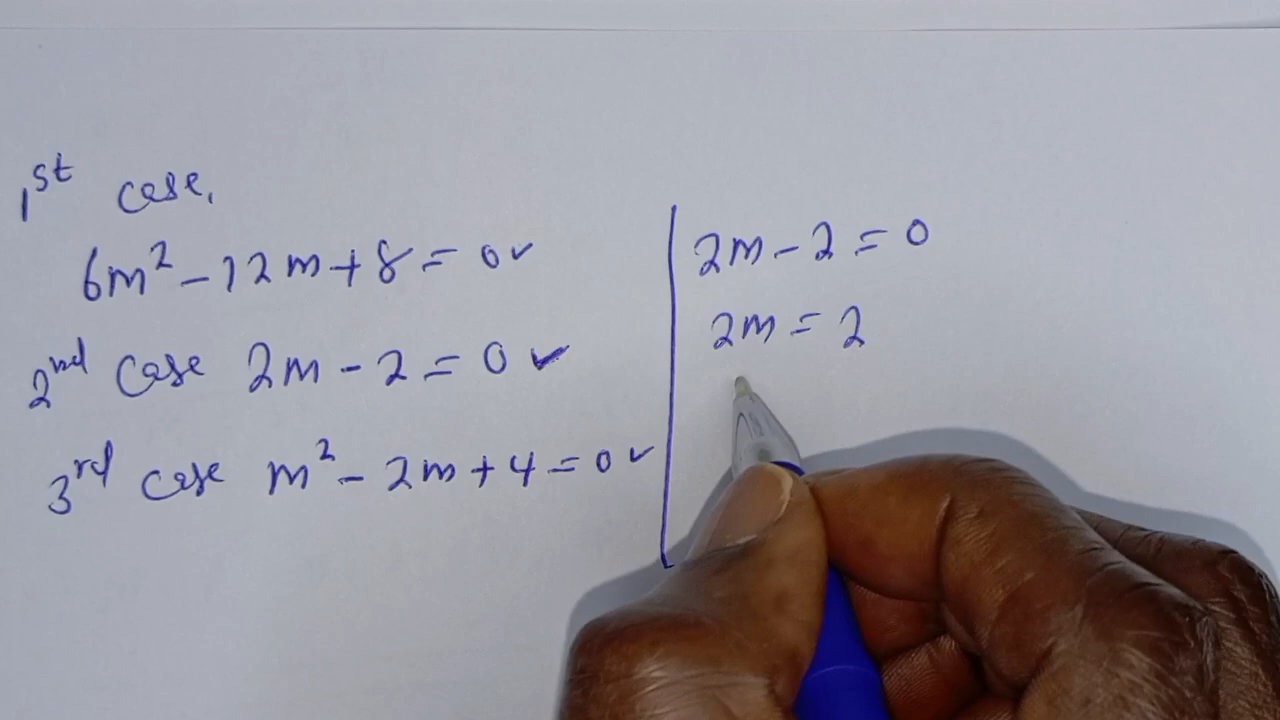 1st case,
6m² - 12m + 8 = 0 ✓
2nd case 2m - 2 = 0 ✓
3rd case m² - 2m + 4 = 0 ✓
2m - 2 = 0
2m = 2